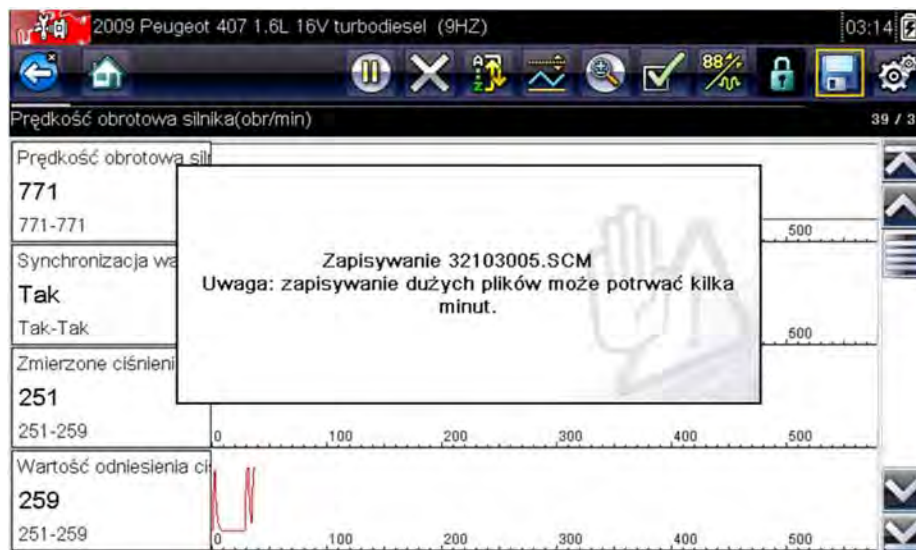 2009 Peugeot 407 1.6L 16V turbodiesel (9HZ) 03:14
88%
Prędkość obrotowa silnika(obr/min) 39 / 3
Prędkość obrotowa sil
771
771-771
500
Synchronizacja wa
Tak
Tak-Tak
500
Zapisywanie 32103005.SCM
Uwaga: zapisywanie dużych plików może potrwać kilka
minut.
Zmierzone ciśnieni
251
251-259
0 100 200 300 400 500
Wartość odniesienia ci
259
251-259
0 100 200 300 400 500